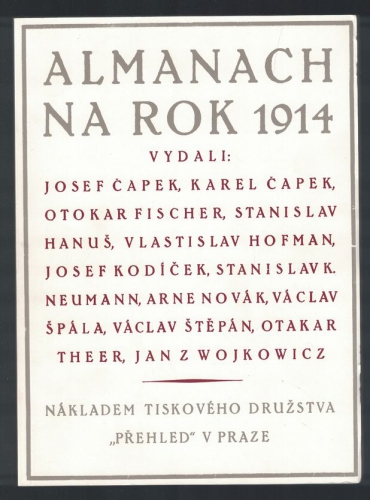 ALMANACH
NA ROK 1914
VYDALI:
JOSEF ČAPEK, KAREL ČAPEK,
OTOKAR FISCHER, STANISLAV
HANUŠ, VLASTISLAV HOFMAN,
JOSEF KODÍČEK, STANISLAV K.
NEUMANN, ARNE NOVÁK, VÁCLAV
ŠPÁLA, VÁCLAV ŠTĚPÁN, OTAKAR
THEER, JAN Z WOJKOWICZ
NÁKLADEM TISKOVÉHO DRUŽSTVA
„PŘEHLED" V PRAZE